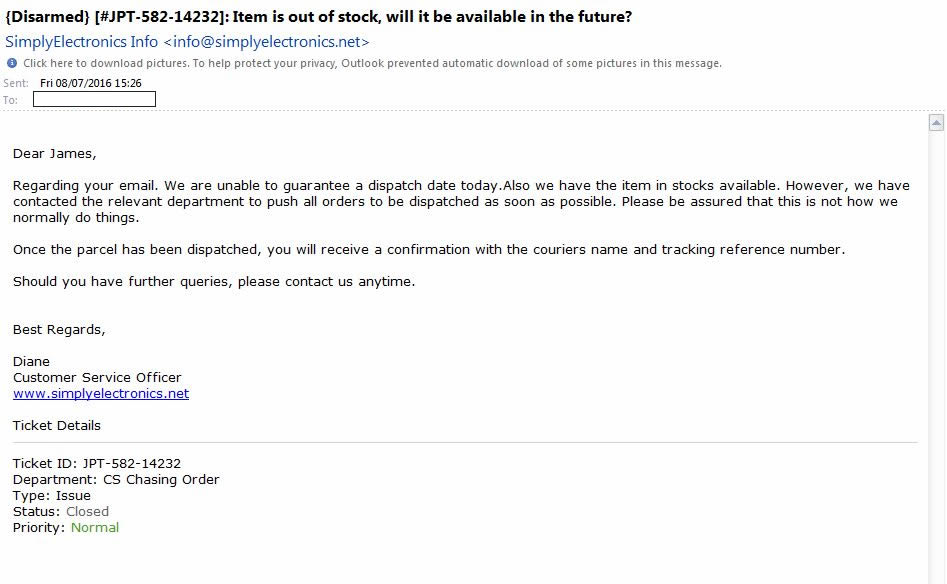 {Disarmed} [#JPT-582-14232]: Item is out of stock, will it be available in the future?
SimplyElectronics Info <info@simplyelectronics.net>
Click here to download pictures. To help protect your privacy, Outlook prevented automatic download of some pictures in this message.
Sent: Fri 08/07/2016 15:26
To:
Dear James,
Regarding your email. We are unable to guarantee a dispatch date today.Also we have the item in stocks available. However, we have
contacted the relevant department to push all orders to be dispatched as soon as possible. Please be assured that this is not how we
normally do things.
Once the parcel has been dispatched, you will receive a confirmation with the couriers name and tracking reference number.
Should you have further queries, please contact us anytime.
Best Regards,
Diane
Customer Service Officer
www.simplyelectronics.net
Ticket Details
Ticket ID: JPT-582-14232
Department: CS Chasing Order
Type: Issue
Status: Closed
Priority: Normal